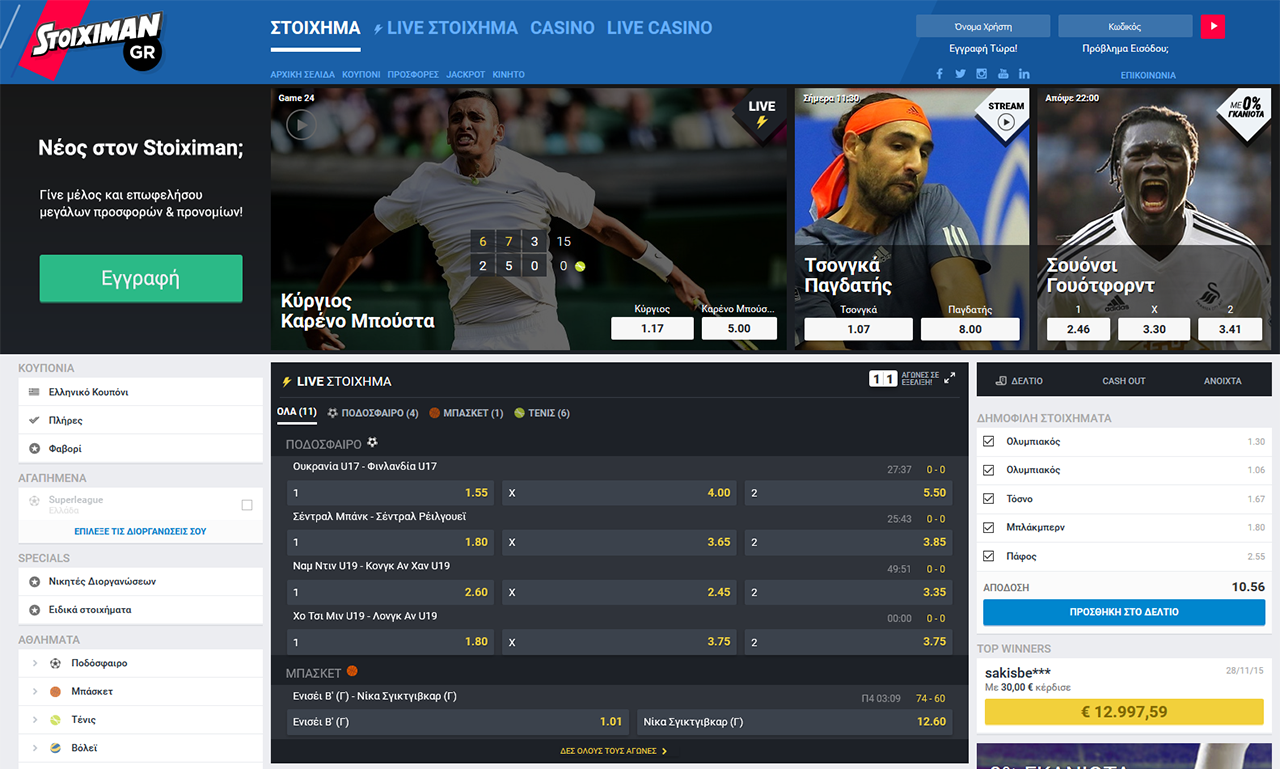 STOIXIMAN
GR
ΣΤΟΙΧΗΜΑ
LIVE ΣΤΟΙΧΗΜΑ
CASINO
LIVE CASINO
ΑΡΧΙΚΗ ΣΕΛΙΔΑ
ΚΟΥΠΟΝΙ
ΠΡΟΣΦΟΡΕΣ
JACKPOT
ΚΙΝΗΤΟ
Όνομα Χρήστη
Κωδικός
Εγγραφή Τώρα!
Πρόβλημα Εισόδου;
ΕΠΙΚΟΙΝΩΝΙΑ
Νέος στον Stoiximan;
Γίνε μέλος και επωφελήσου
μεγάλων προσφορών & προνομίων!
Εγγραφή
Game 24
LIVE
6 7 3 15
2 5 0 0
Κύργιος
Καρένο Μπούστα
Κύργιος
Καρένο Μπούσ...
1.17
5.00
Σήμερα 11:30
STREAM
Τσονγκά
Παγδατής
Τσονγκά
Παγδατής
1.07
8.00
Απόψε 22:00
ΜΕ 0%
ΓΚΑΝΙΟΤΑ
Σουόνσι
Γουότφορντ
1
X
2
2.46
3.30
3.41
ΚΟΥΠΟΝΙΑ
Ελληνικό Κουπόνι
Πλήρες
Φαβορί
ΑΓΑΠΗΜΕΝΑ
Superleague
Ελλάδα
ΕΠΙΛΕΞΕ ΤΙΣ ΔΙΟΡΓΑΝΩΣΕΙΣ ΣΟΥ
SPECIALS
Νικητές Διοργανώσεων
Ειδικά στοιχήματα
ΑΘΛΗΜΑΤΑ
Ποδόσφαιρο
Μπάσκετ
Τένις
Βόλεϊ
LIVE ΣΤΟΙΧΗΜΑ
1 1
ΑΓΩΝΕΣ ΣΕ
ΕΞΕΛΙΞΗ!
ΟΛΑ (11)
ΠΟΔΟΣΦΑΙΡΟ (4)
ΜΠΑΣΚΕΤ (1)
ΤΕΝΙΣ (6)
ΠΟΔΟΣΦΑΙΡΟ
Ουκρανία U17 - Φινλανδία U17
27:37 0 - 0
1 1.55 X 4.00 2 5.50
Σέντραλ Μπάνκ - Σέντραλ Ρέιλγουεϊ
25:43 0 - 0
1 1.80 X 3.65 2 3.85
Ναμ Ντιν U19 - Κονγκ Αν Χαν U19
49:51 0 - 0
1 2.60 X 2.45 2 3.35
Χο Τσι Μιν U19 - Λονγκ Αν U19
00:00 0 - 0
1 1.80 X 3.75 2 3.75
ΜΠΑΣΚΕΤ
Ενισέι Β' (Γ) - Νίκα Σγικτιγβκαρ (Γ)
Π4 03:09 74 - 60
Ενισέι Β' (Γ) 1.01 Νίκα Σγικτιγβκαρ (Γ) 12.60
ΔΕΣ ΟΛΟΥΣ ΤΟΥΣ ΑΓΩΝΕΣ
ΔΕΛΤΙΟ
CASH OUT
ΑΝΟΙΧΤΑ
ΔΗΜΟΦΙΛΗ ΣΤΟΙΧΗΜΑΤΑ
Ολυμπιακός 1.30
Ολυμπιακός 1.06
Τόσνο 1.67
Μπλάκμπερν 1.80
Πάφος 2.55
ΑΠΟΔΟΣΗ 10.56
ΠΡΟΣΘΗΚΗ ΣΤΟ ΔΕΛΤΙΟ
TOP WINNERS
sakisbe*** 28/11/15
Με 30,00 € κέρδισε
€ 12.997,59
0% ΓΚΑΝΙΟΤΑ